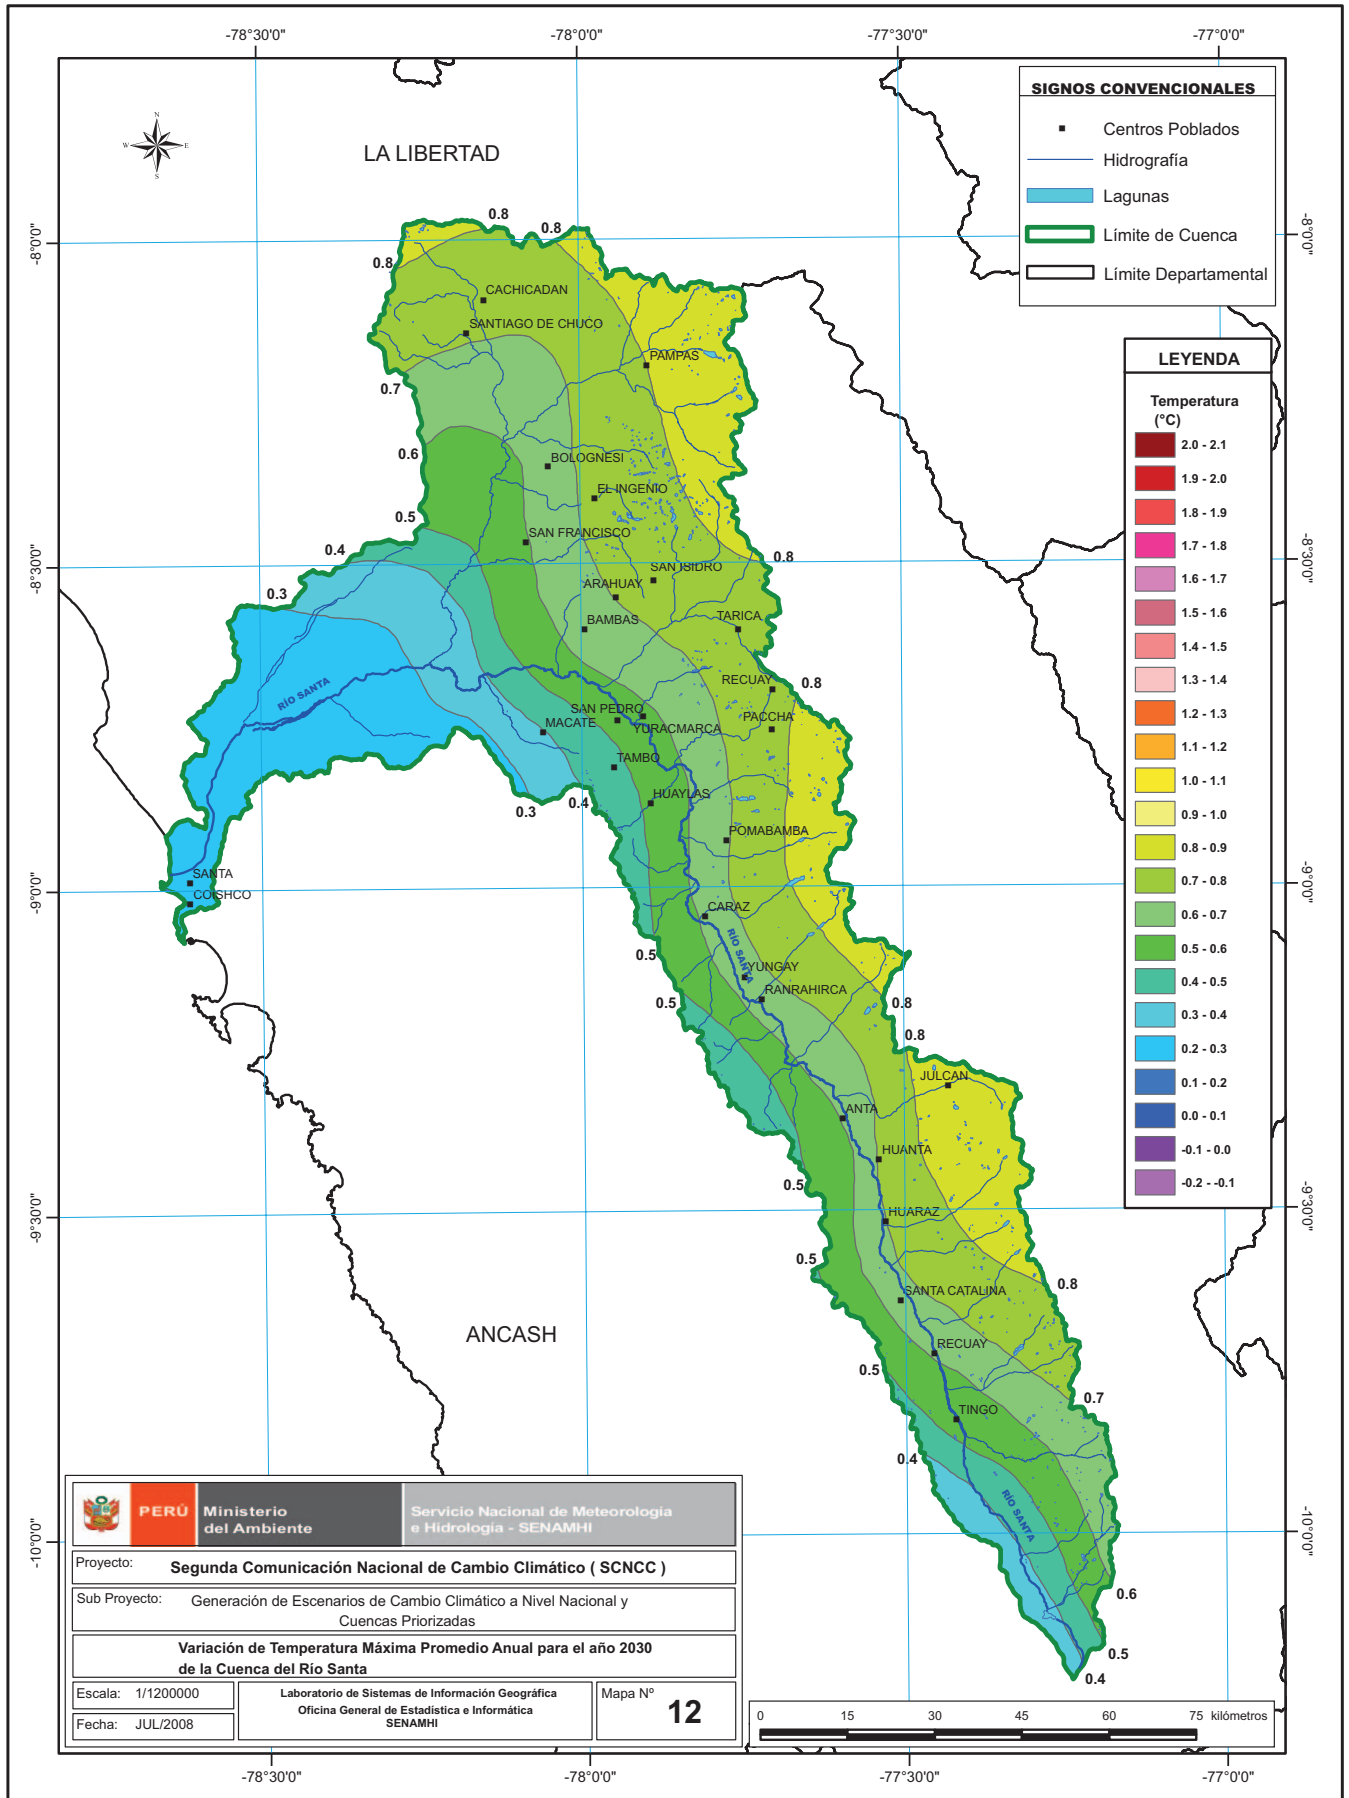 -78°30'0"
-78°0'0"
-77°30'0"
-77°0'0"
N
W
E
S
LA LIBERTAD
SIGNOS CONVENCIONALES
Centros Poblados
Hidrografía
Lagunas
Límite de Cuenca
Límite Departamental
-8°0'0"
-8°0'0"
0.8
0.8
0.8
CACHICADAN
SANTIAGO DE CHUCO
PAMPAS
0.7
0.6
BOLOGNESI
EL INGENIO
0.5
SAN FRANCISCO
0.4
0.8
-8°30'0"
-8°30'0"
SAN ISIDRO
ARAHUAY
0.3
BAMBAS
TARICA
RECUAY
0.8
RÍO SANTA
SAN PEDRO
PACCHA
MACATE
YURACMARCA
TAMBO
HUAYLAS
0.3
0.4
POMABAMBA
SANTA
COISHCO
-9°0'0"
-9°0'0"
CARAZ
RÍO SANTA
0.5
YUNGAY
RANRAHIRCA
0.5
0.8
0.8
JULCAN
ANTA
HUANTA
0.5
HUARAZ
-9°30'0"
-9°30'0"
0.5
0.8
SANTA CATALINA
ANCASH
RECUAY
0.5
0.7
TINGO
0.4
RÍO SANTA
-10°0'0"
-10°0'0"
0.6
0.5
0.4
LEYENDA
Temperatura
(°C)
2.0 - 2.1
1.9 - 2.0
1.8 - 1.9
1.7 - 1.8
1.6 - 1.7
1.5 - 1.6
1.4 - 1.5
1.3 - 1.4
1.2 - 1.3
1.1 - 1.2
1.0 - 1.1
0.9 - 1.0
0.8 - 0.9
0.7 - 0.8
0.6 - 0.7
0.5 - 0.6
0.4 - 0.5
0.3 - 0.4
0.2 - 0.3
0.1 - 0.2
0.0 - 0.1
-0.1 - 0.0
-0.2 - -0.1
PERÚ
Ministerio
del Ambiente
Servicio Nacional de Meteorología
e Hidrología - SENAMHI
Proyecto: Segunda Comunicación Nacional de Cambio Climático ( SCNCC )
Sub Proyecto: Generación de Escenarios de Cambio Climático a Nivel Nacional y
Cuencas Priorizadas
Variación de Temperatura Máxima Promedio Anual para el año 2030
de la Cuenca del Río Santa
Escala: 1/1200000
Fecha: JUL/2008
Laboratorio de Sistemas de Información Geográfica
Oficina General de Estadística e Informática
SENAMHI
Mapa Nº
12
0 15 30 45 60 75 kilómetros
-78°30'0"
-78°0'0"
-77°30'0"
-77°0'0"